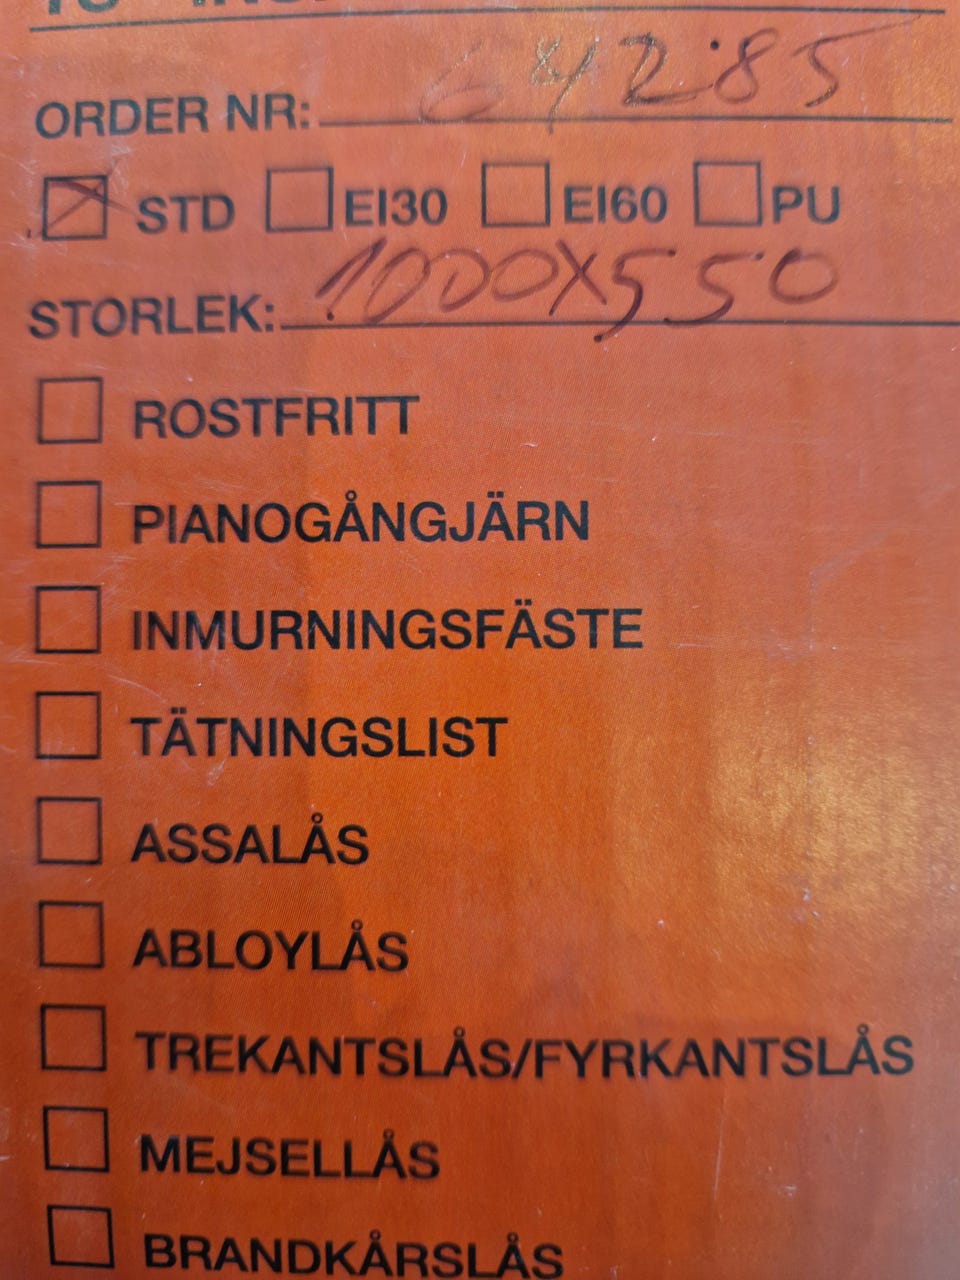 ORDER NR: 64285
STD EI30 EI60 PU
STORLEK: 1000X550
ROSTFRITT
PIANOGÅNGJÄRN
INMURNINGSFÄSTE
TÄTNINGSLIST
ASSALÅS
ABLOYLÅS
TREKANTSLÅS/FYRKANTSLÅS
MEJSELLÅS
BRANDKÅRSLÅS